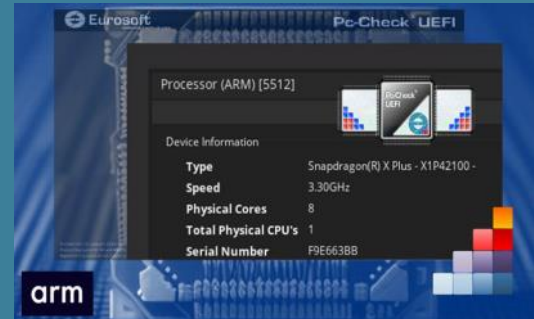 Eurosoft
Pc-Check® UEFI
Processor (ARM) [5512]
Pc-Check®
UEFI
Device Information
Type Snapdragon(R) X Plus - X1P42100 -
Speed 3.30GHz
Physical Cores 8
Total Physical CPU's 1
Serial Number F9E663BB
arm